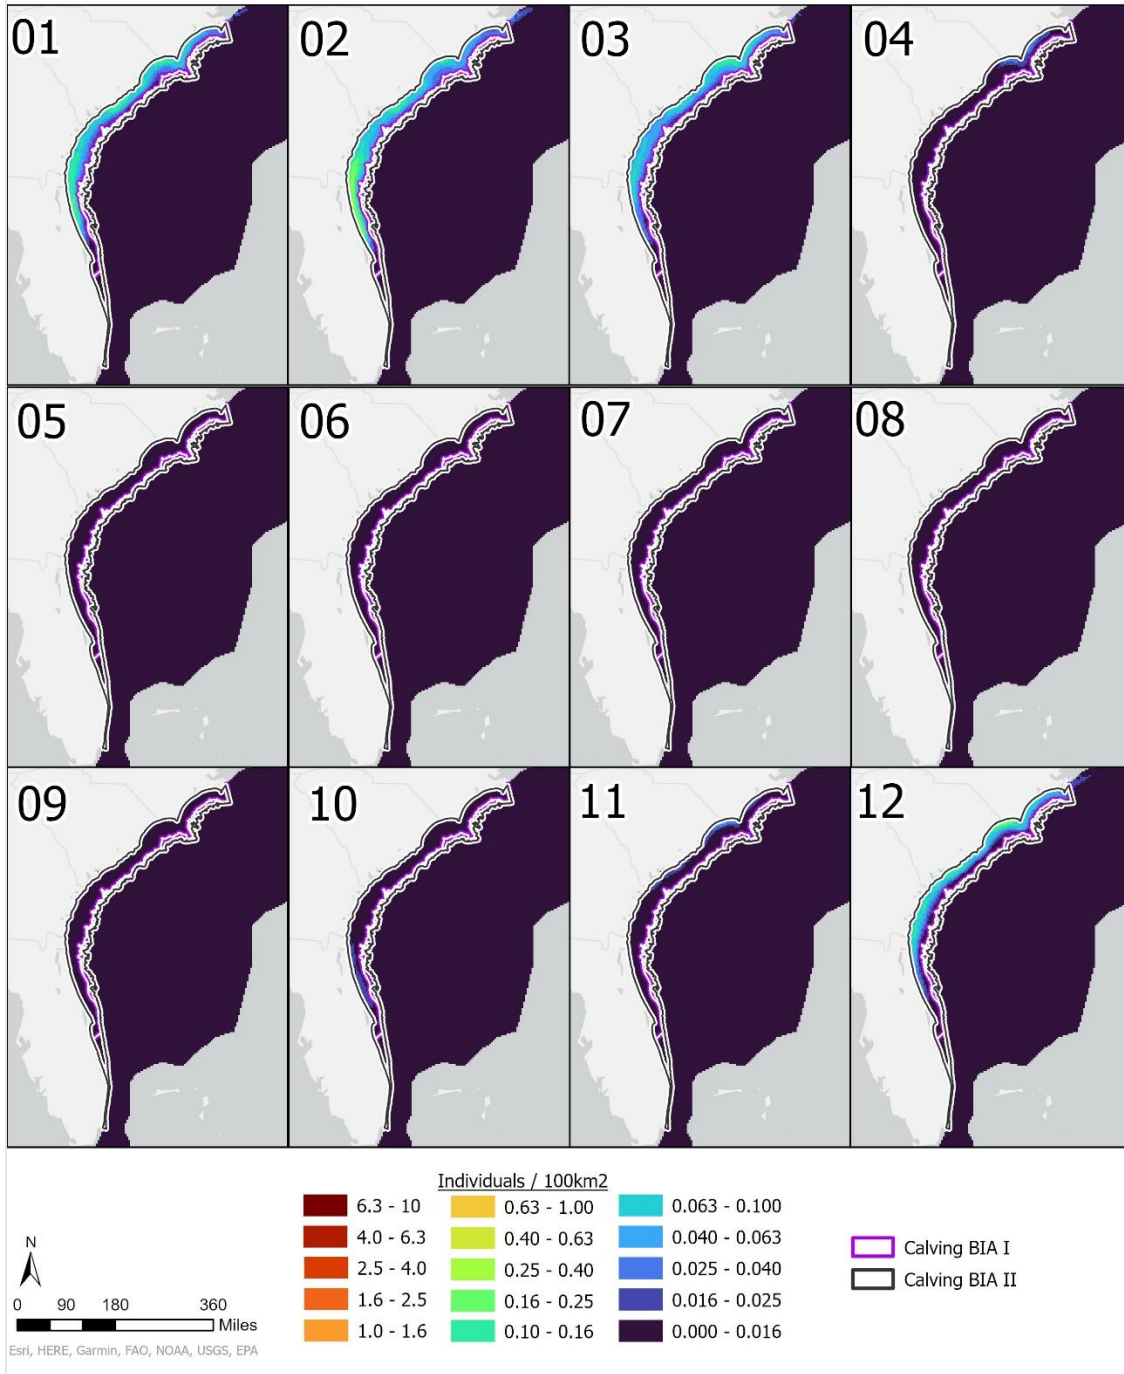 01
02
03
04
05
06
07
08
09
10
11
12
Individuals / 100km2
6.3 - 10
4.0 - 6.3
2.5 - 4.0
1.6 - 2.5
1.0 - 1.6
0.63 - 1.00
0.40 - 0.63
0.25 - 0.40
0.16 - 0.25
0.10 - 0.16
0.063 - 0.100
0.040 - 0.063
0.025 - 0.040
0.016 - 0.025
0.000 - 0.016
Calving BIA I
Calving BIA II
N
0 90 180 360
Miles
Esri, HERE, Garmin, FAO, NOAA, USGS, EPA